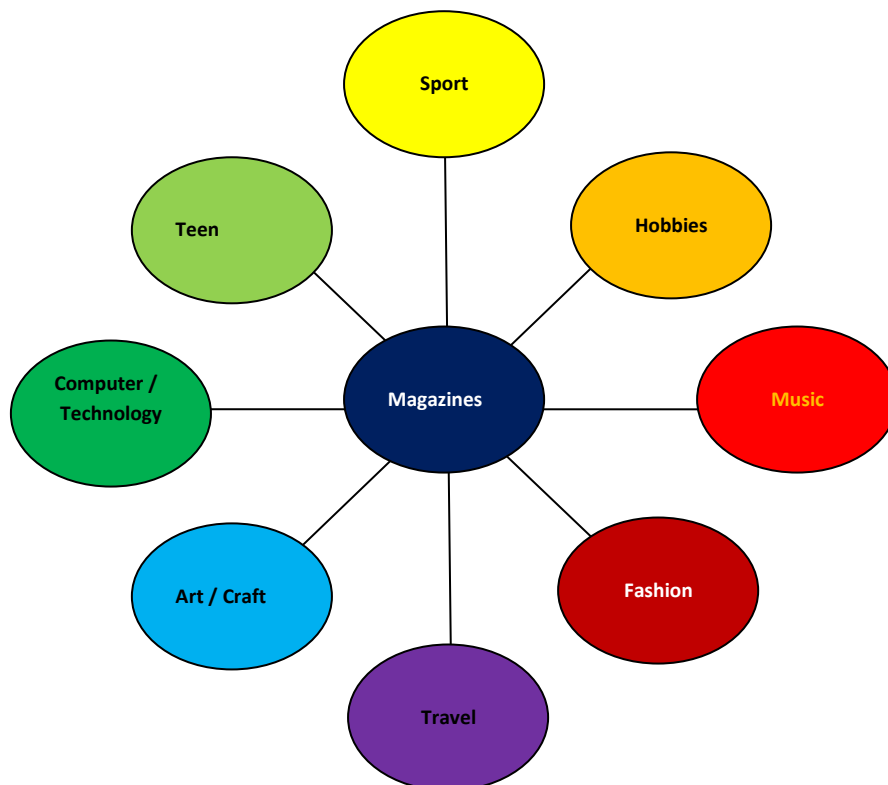 Sport
Teen
Hobbies
Computer /
Technology
Magazines
Music
Art / Craft
Fashion
Travel